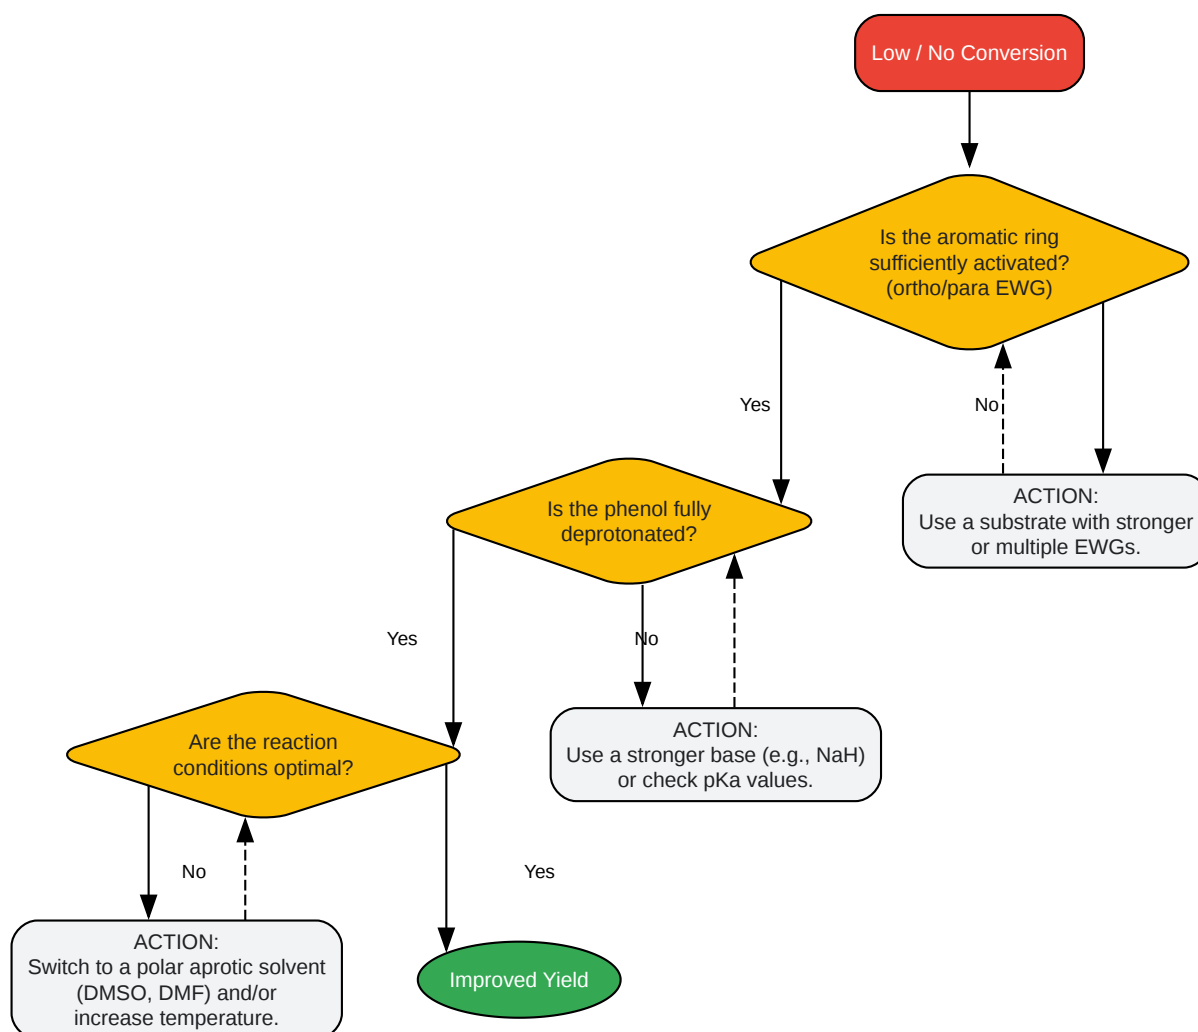 Low / No Conversion
Is the aromatic ring
sufficiently activated?
(ortho/para EWG)
Yes
No
ACTION:
Use a substrate with stronger
or multiple EWGs.
Is the phenol fully
deprotonated?
Yes
No
ACTION:
Use a stronger base (e.g., NaH)
or check pKa values.
Are the reaction
conditions optimal?
No
Yes
ACTION:
Switch to a polar aprotic solvent
(DMSO, DMF) and/or
increase temperature.
Improved Yield